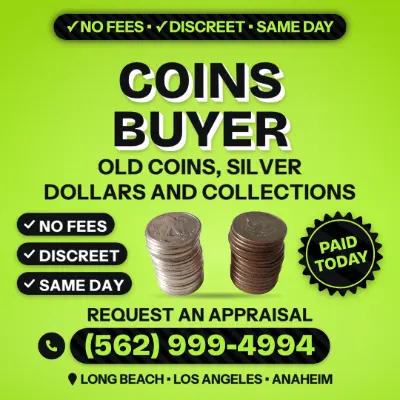 ✓NO FEES • ✓DISCREET • SAME DAY
COINS
BUYER
OLD COINS, SILVER
DOLLARS AND COLLECTIONS
✓ NO FEES
✓ DISCREET
✓ SAME DAY
PAID
TODAY
REQUEST AN APPRAISAL
(562) 999-4994
LONG BEACH • LOS ANGELES • ANAHEIM